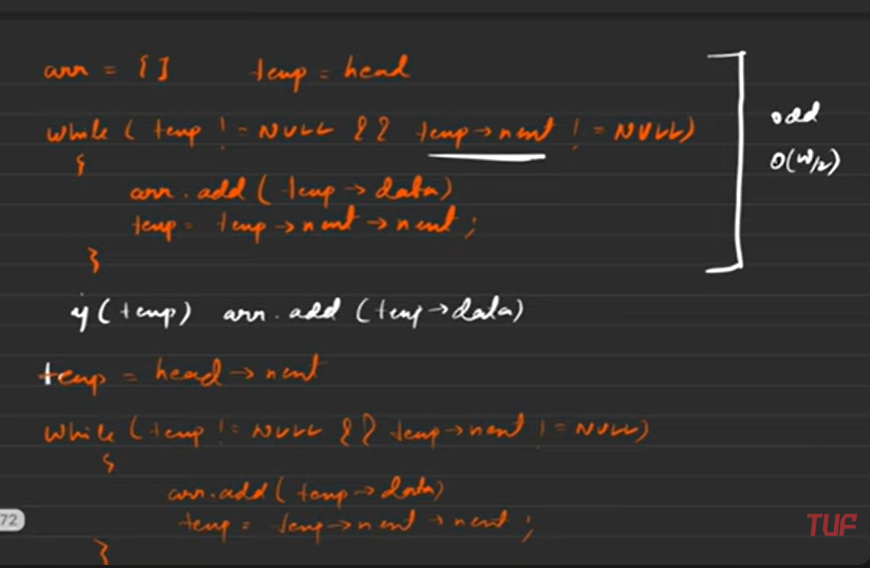 arr = [ ] temp = head
while ( temp != NULL && temp → next != NULL)
{
arr.add ( temp → data)
temp = temp → next → next ;
}
if (temp) arr.add (temp → data)
temp = head → next
while (temp != NULL && temp → next != NULL)
{
arr.add ( temp → data)
temp = temp → next → next ;
}
odd
O(N/2)
72
TUF